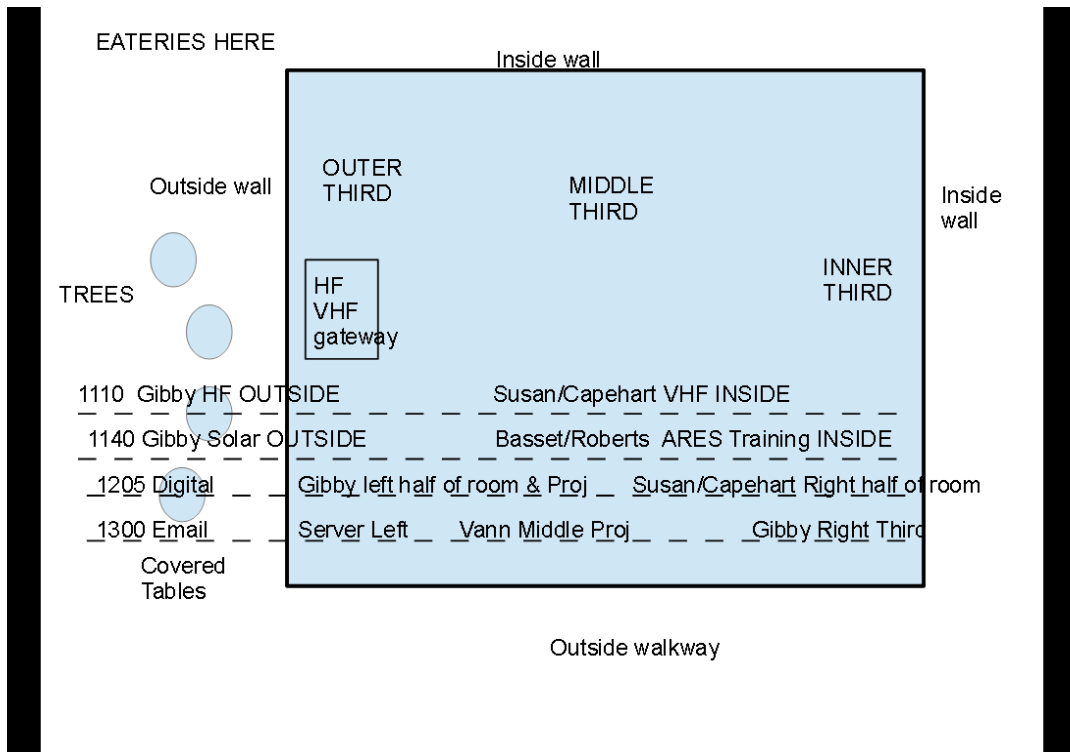 EATERIES HERE
Inside wall
OUTER
THIRD
Outside wall
MIDDLE
THIRD
Inside
wall
INNER
THIRD
TREES
HF
VHF
gateway
1110 Gibby HF OUTSIDE Susan/Capehart VHF INSIDE
1140 Gibby Solar OUTSIDE Basset/Roberts ARES Training INSIDE
1205 Digital Gibby left half of room & Proj Susan/Capehart Right half of room
1300 Email Server Left Vann Middle Proj Gibby Right Third
Covered
Tables
Outside walkway